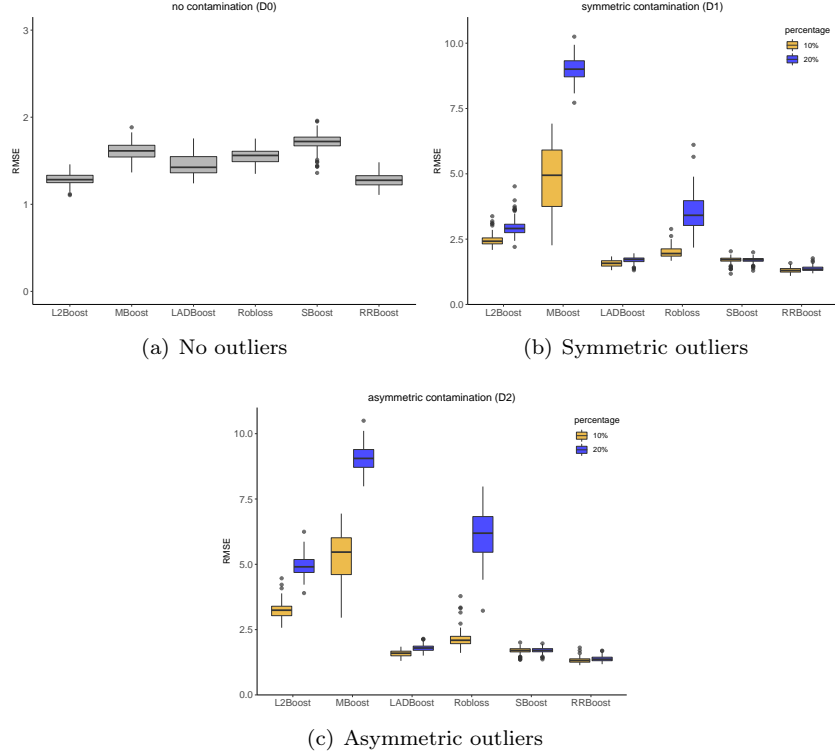 no contamination (D0)
3
2
1
0
RMSE
L2Boost MBoost LADBoost Robloss SBoost RRBoost
(a) No outliers
symmetric contamination (D1)
percentage
10%
20%
10.0
7.5
5.0
2.5
0.0
RMSE
L2Boost MBoost LADBoost Robloss SBoost RRBoost
(b) Symmetric outliers
asymmetric contamination (D2)
percentage
10%
20%
10.0
7.5
5.0
2.5
0.0
RMSE
L2Boost MBoost LADBoost Robloss SBoost RRBoost
(c) Asymmetric outliers